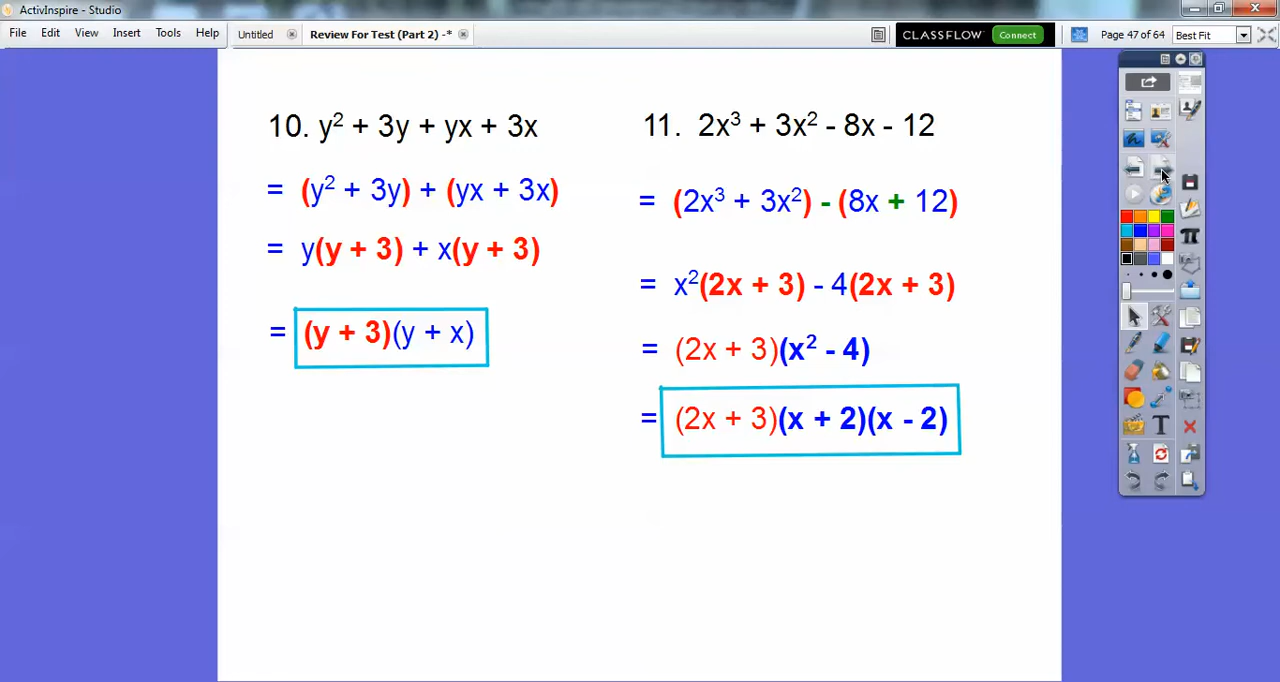 ActivInspire - Studio
File Edit View Insert Tools Help
Untitled
Review For Test (Part 2) -*
CLASSFLOW Connect
Page 47 of 64
Best Fit
10. y² + 3y + yx + 3x
= (y² + 3y) + (yx + 3x)
= y(y + 3) + x(y + 3)
= (y + 3)(y + x)
11. 2x³ + 3x² - 8x - 12
= (2x³ + 3x²) - (8x + 12)
= x²(2x + 3) - 4(2x + 3)
= (2x + 3)(x² - 4)
= (2x + 3)(x + 2)(x - 2)